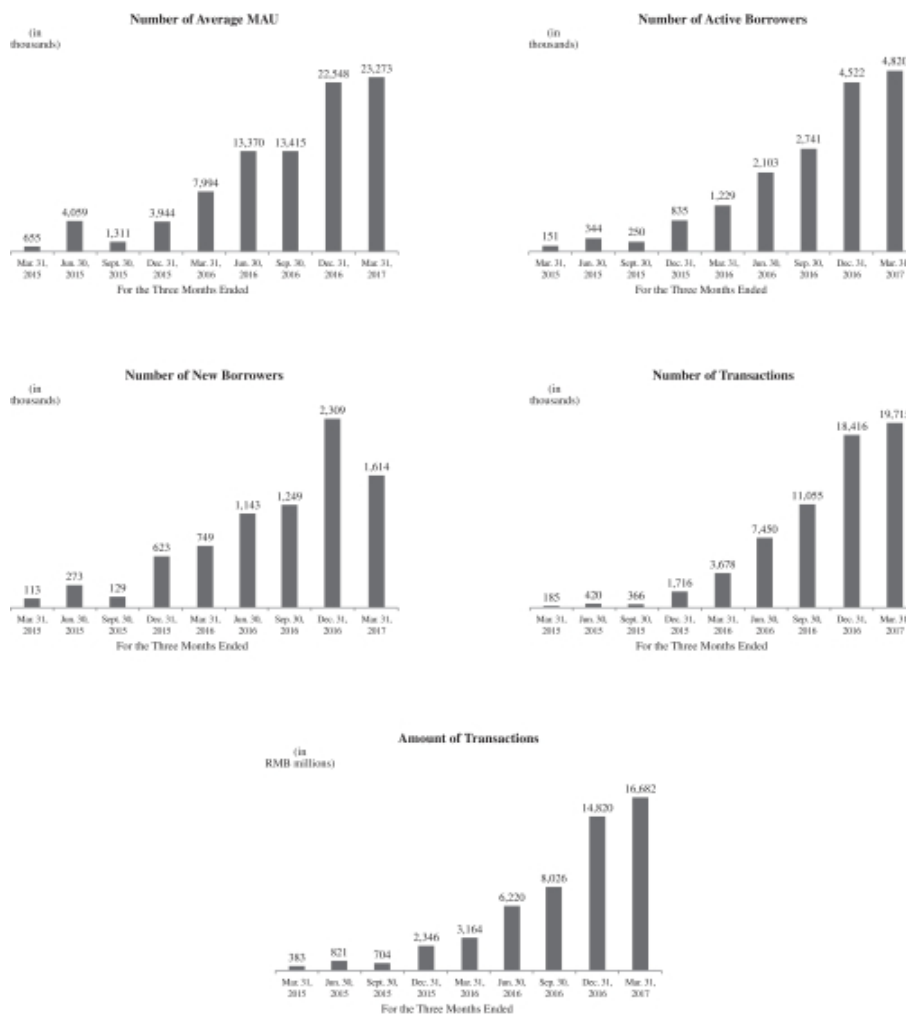 Number of Average MAU
(in
thousands)
655
4,059
1,311
3,944
7,994
13,370
13,415
22,548
23,273
Mar. 31, Jun. 30, Sept. 30, Dec. 31, Mar. 31, Jun. 30, Sep. 30, Dec. 31, Mar. 31,
2015 2015 2015 2015 2016 2016 2016 2016 2017
For the Three Months Ended
Number of Active Borrowers
(in
thousands)
151
344
250
835
1,229
2,103
2,741
4,522
4,820
Mar. 31, Jun. 30, Sept. 30, Dec. 31, Mar. 31, Jun. 30, Sep. 30, Dec. 31, Mar. 31
2015 2015 2015 2015 2016 2016 2016 2016 2017
For the Three Months Ended
Number of New Borrowers
(in
thousands)
113
273
129
623
749
1,143
1,249
2,309
1,614
Mar. 31, Jun. 30, Sept. 30, Dec. 31, Mar. 31, Jun. 30, Sep. 30, Dec. 31, Mar. 31,
2015 2015 2015 2015 2016 2016 2016 2016 2017
For the Three Months Ended
Number of Transactions
(in
thousands)
185
420
366
1,716
3,678
7,450
11,055
18,416
19,715
Mar. 31, Jun. 30, Sept. 30, Dec. 31, Mar. 31, Jun. 30, Sep. 30, Dec. 31, Mar. 31
2015 2015 2015 2015 2016 2016 2016 2016 2017
For the Three Months Ended
Amount of Transactions
(in
RMB millions)
383
821
704
2,346
3,164
6,220
8,026
14,820
16,682
Mar. 31, Jun. 30, Sept. 30, Dec. 31, Mar. 31, Jun. 30, Sep. 30, Dec. 31, Mar. 31,
2015 2015 2015 2015 2016 2016 2016 2016 2017
For the Three Months Ended